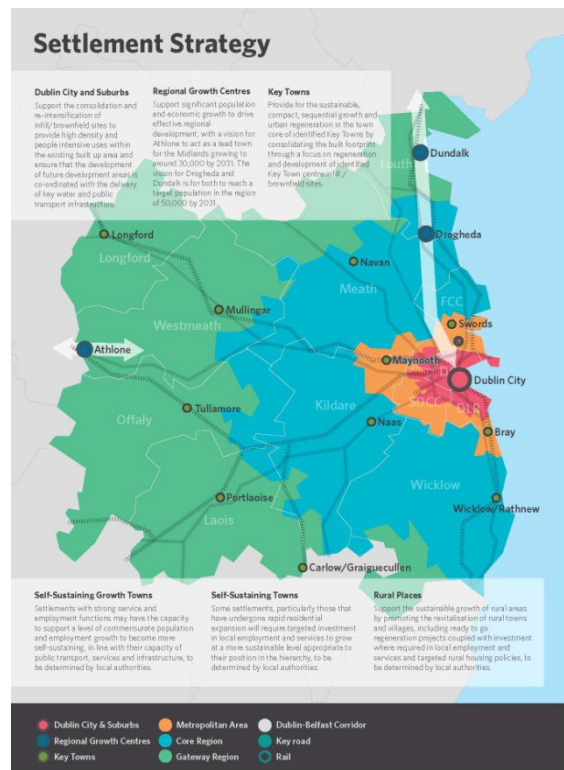 Settlement Strategy
Dublin City and Suburbs
Support the consolidation and
re-intensification of
infill/brownfield sites to
provide high density and
people intensive uses within
the existing built up area and
ensure that the development
of future development areas is
co-ordinated with the delivery
of key water and public
transport infrastructure.
Regional Growth Centres
Support significant population
and economic growth to drive
effective regional
development, with a vision for
Athlone to act as a lead town
for the Midlands growing to
around 30,000 by 2031. The
vision for Drogheda and
Dundalk is for both to reach a
target population in the region
of 50,000 by 2031.
Key Towns
Provide for the sustainable,
compact, sequential growth and
urban regeneration in the town
core of identified Key Towns by
consolidating the built footprint
through a focus on regeneration
and development of identified
Key Town centre infill /
brownfield sites.
Louth
Dundalk
Drogheda
Longford
Longford
Navan
Meath
FCC
Mullingar
Westmeath
Swords
Athlone
Maynooth
Dublin City
SDCC
DLR
Offaly
Tullamore
Kildare
Naas
Bray
Wicklow
Portlaoise
Laois
Wicklow/Rathnew
Carlow/Graiguecullen
Self-Sustaining Growth Towns
Settlements with strong service and
employment functions may have the capacity
to support a level of commensurate population
and employment growth to become more
self-sustaining, in line with their capacity of
public transport, services and infrastructure, to
be determined by local authorities.
Self-Sustaining Towns
Some settlements, particularly those that
have undergone rapid residential
expansion will require targeted investment
in local employment and services to grow
at a more sustainable level appropriate to
their position in the hierarchy, to be
determined by local authorities.
Rural Places
Support the sustainable growth of rural areas
by promoting the revitalisation of rural towns
and villages, including ready to go
regeneration projects coupled with investment
where required in local employment and
services and targeted rural housing policies, to
be determined by local authorities.
Dublin City & Suburbs
Regional Growth Centres
Key Towns
Metropolitan Area
Core Region
Gateway Region
Dublin-Belfast Corridor
Key road
Rail